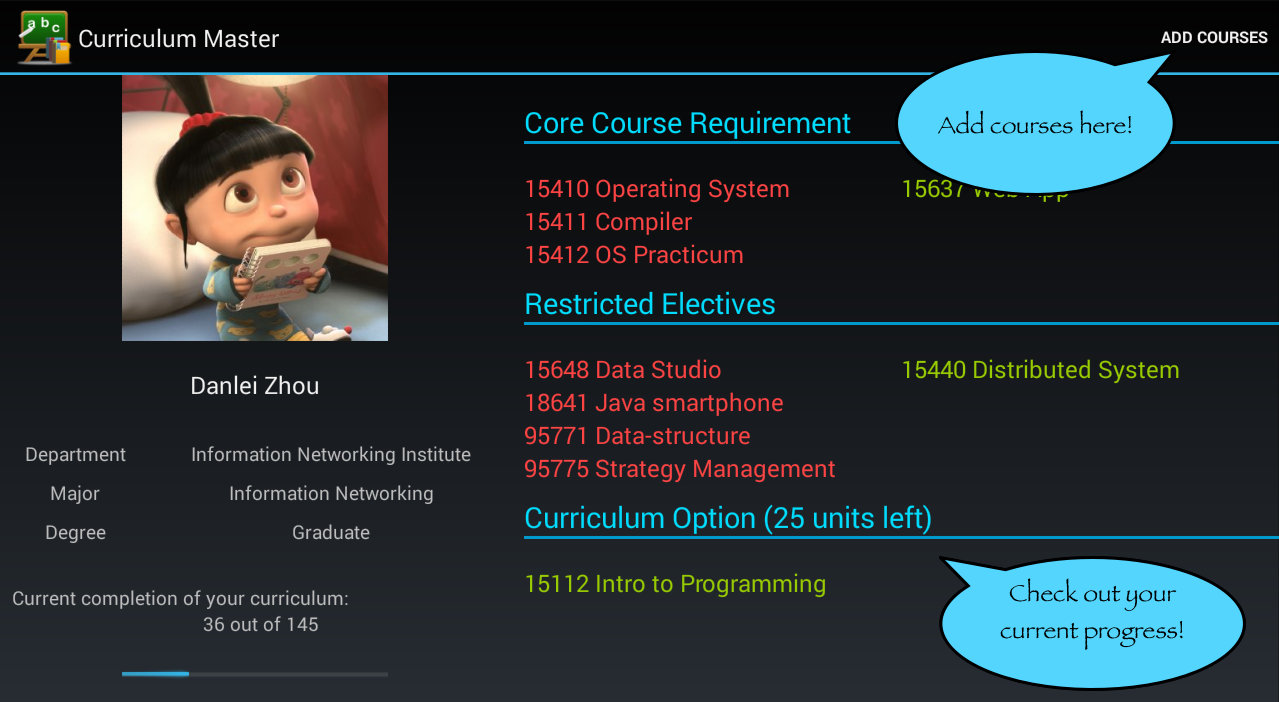 a b c
Curriculum Master
ADD COURSES
Add courses here!
Core Course Requirement
15410 Operating System
15637 Web App
15411 Compiler
15412 OS Practicum
Restricted Electives
15648 Data Studio
15440 Distributed System
18641 Java smartphone
95771 Data-structure
95775 Strategy Management
Curriculum Option (25 units left)
15112 Intro to Programming
Check out your
current progress!
Danlei Zhou
Department Information Networking Institute
Major Information Networking
Degree Graduate
Current completion of your curriculum:
36 out of 145